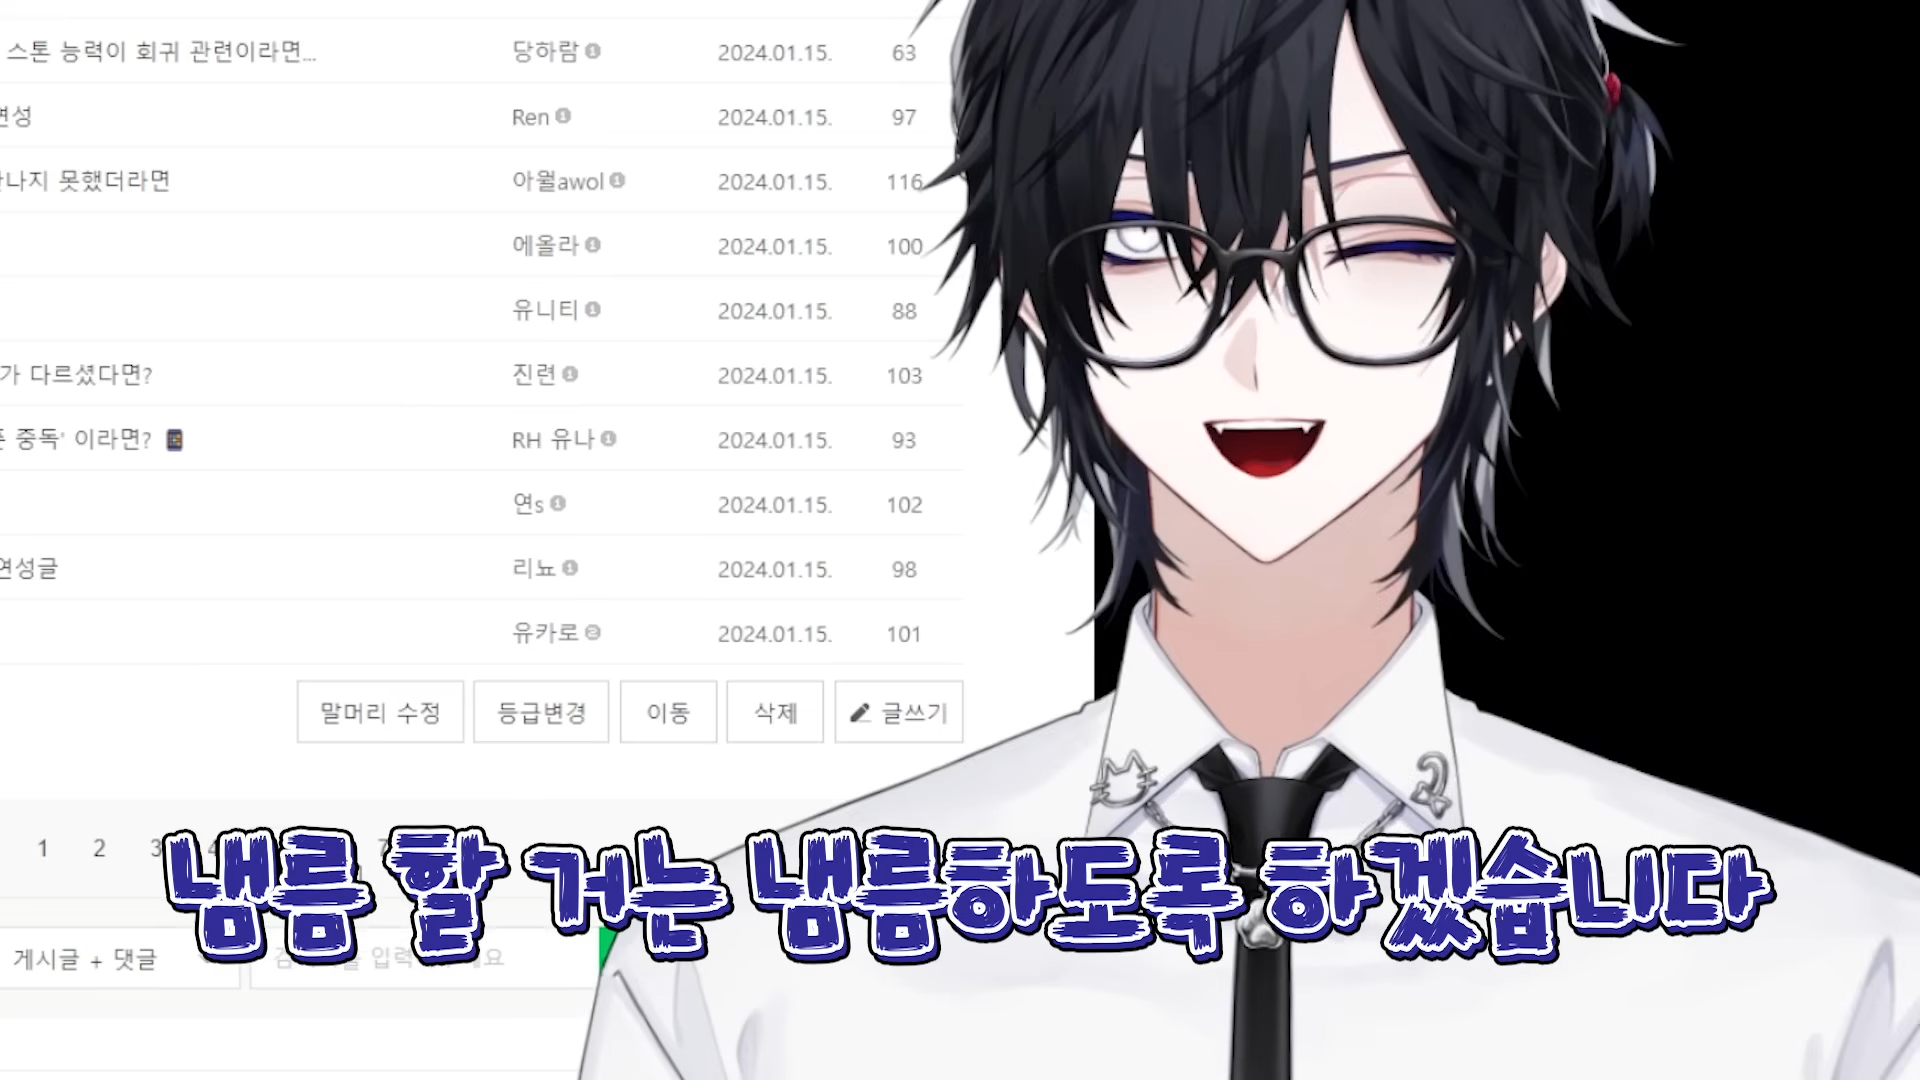 스톤 능력이 회귀 관련이라면... 당하람 2024.01.15. 63
연성 Ren 2024.01.15. 97
나지 못했더라면 아월awol 2024.01.15. 116
에올라 2024.01.15. 100
유니티 2024.01.15. 88
가 다르셨다면? 진련 2024.01.15. 103
중독' 이라면? RH 유나 2024.01.15. 93
연s 2024.01.15. 102
연성글 리뇨 2024.01.15. 98
유카로 2024.01.15. 101
말머리 수정 등급변경 이동 삭제 글쓰기
1 2 3 4 7
냼름 할 거는 냼름하도록 하겠습니다
게시글 + 댓글